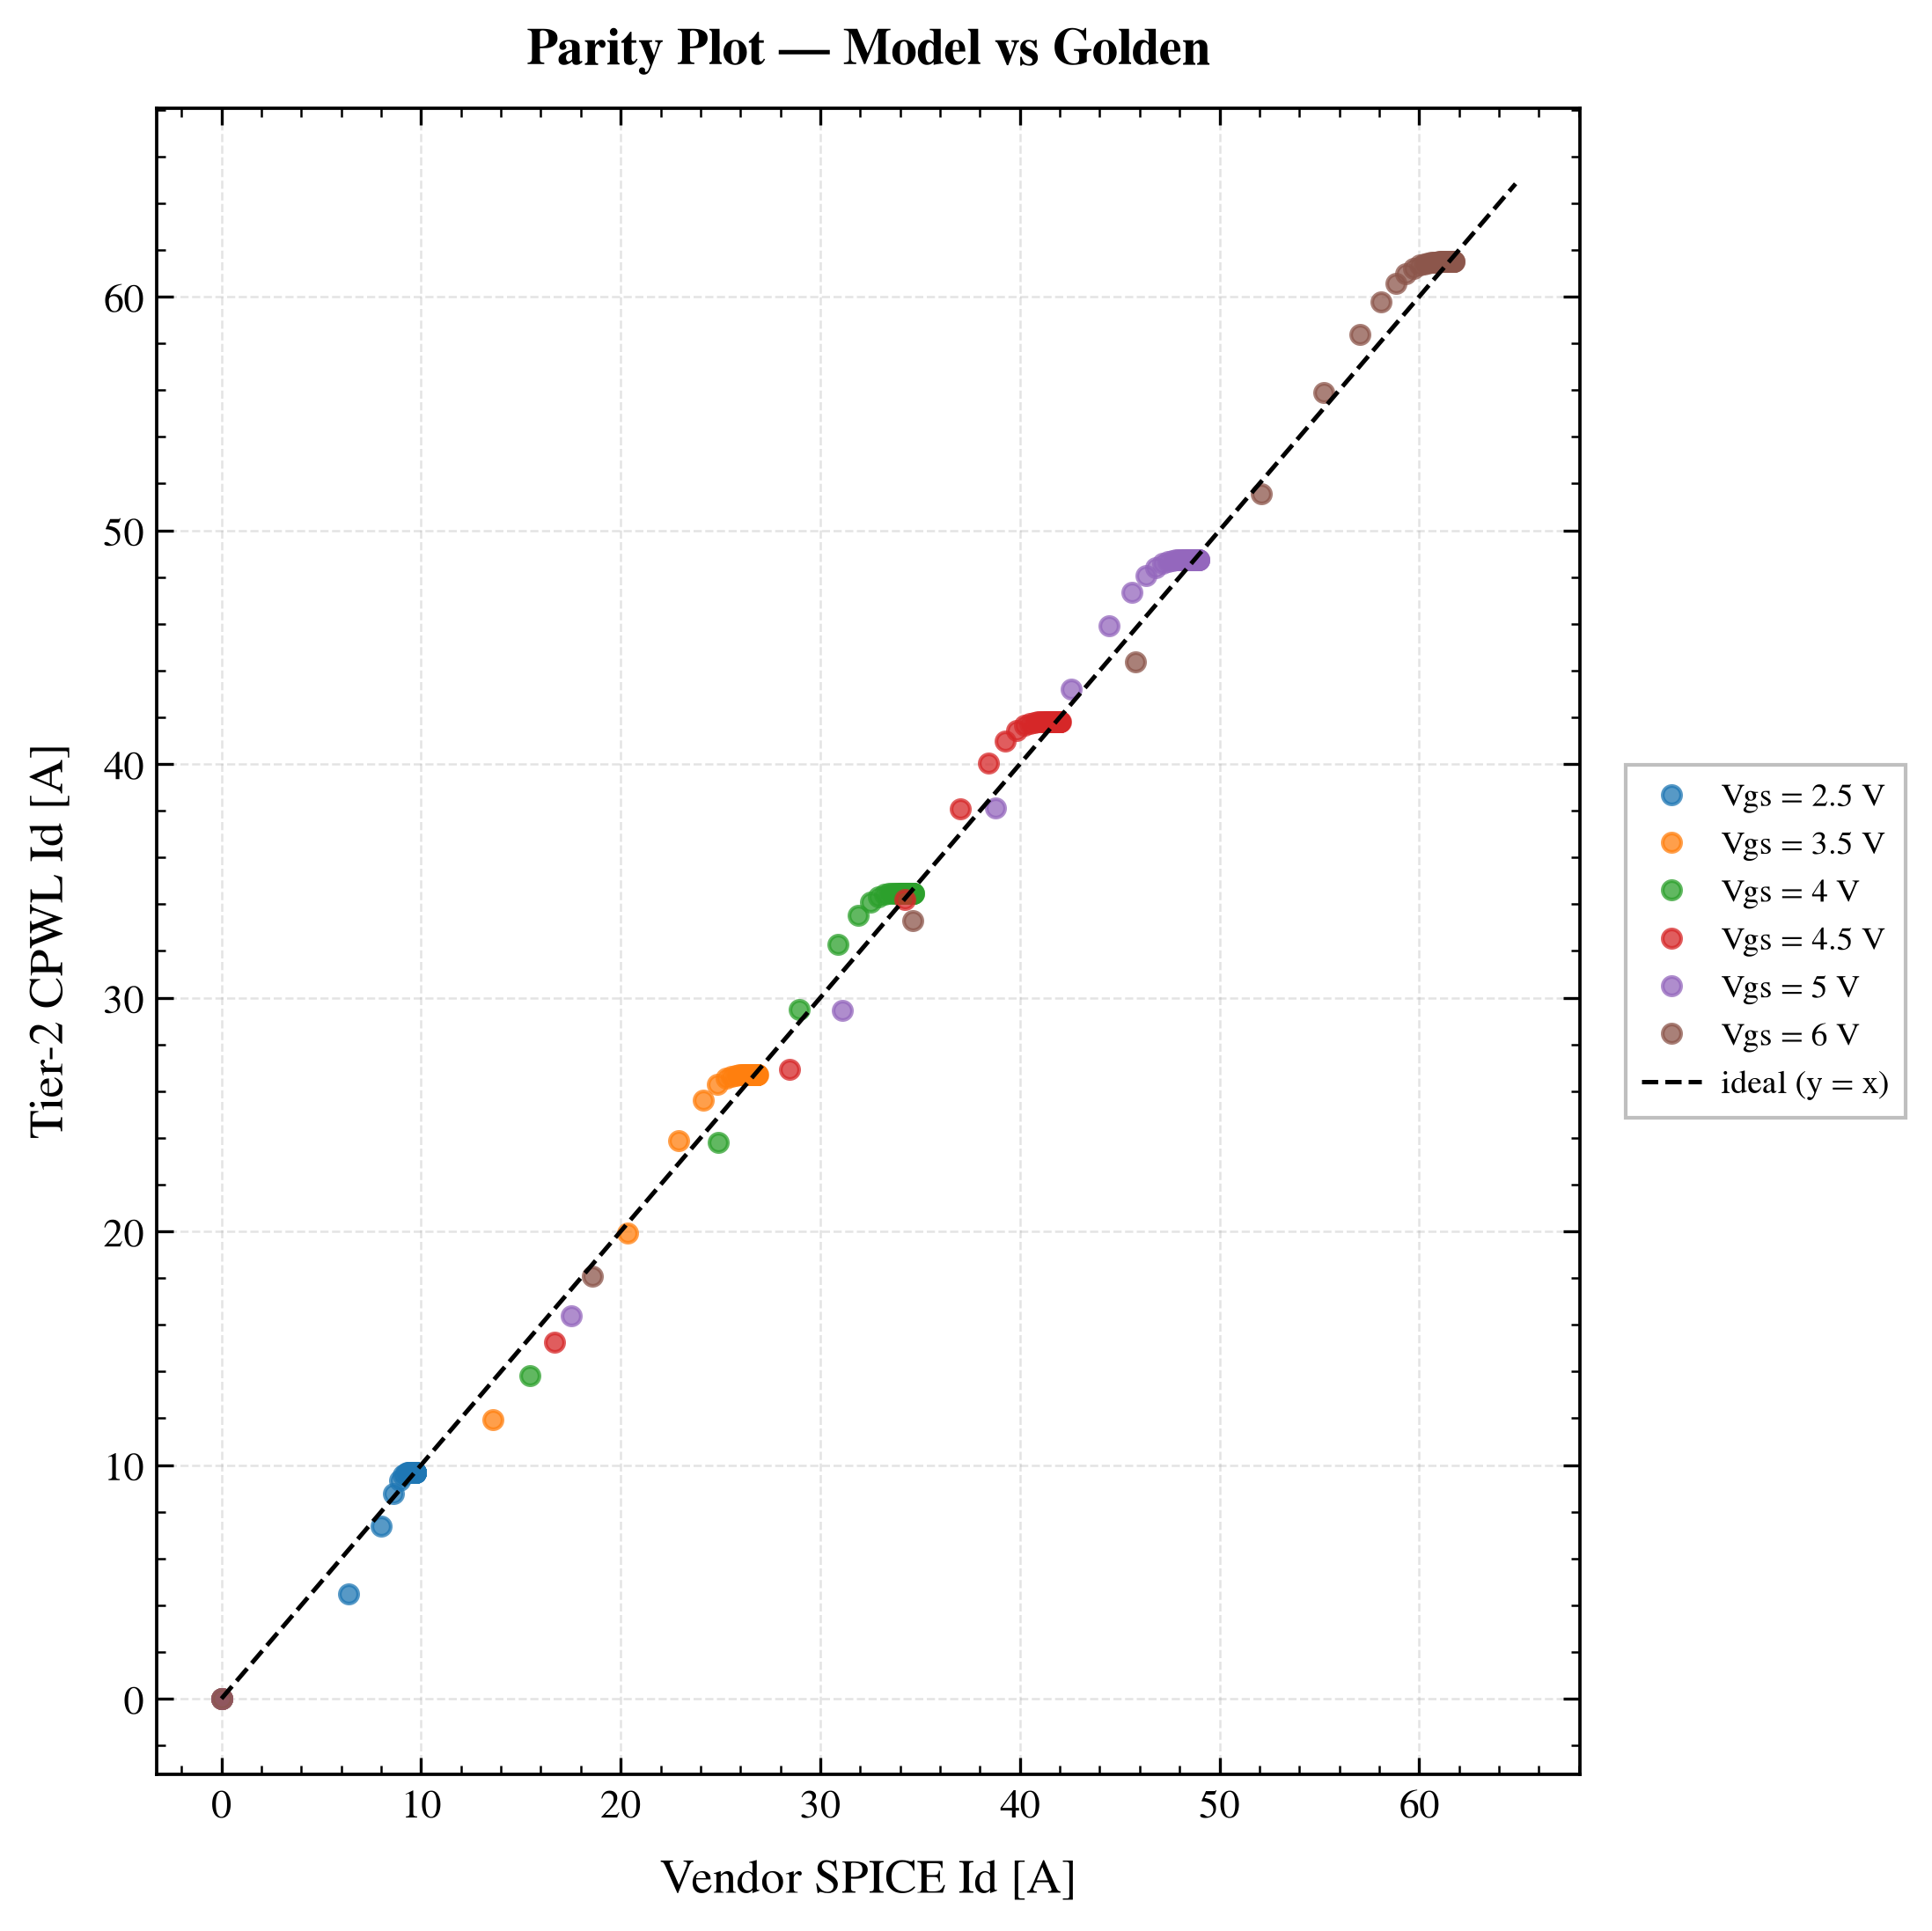 Parity Plot — Model vs Golden
Tier-2 CPWL Id [A]
60
50
40
30
20
10
0
0 10 20 30 40 50 60
Vendor SPICE Id [A]
Vgs = 2.5 V
Vgs = 3.5 V
Vgs = 4 V
Vgs = 4.5 V
Vgs = 5 V
Vgs = 6 V
ideal (y = x)